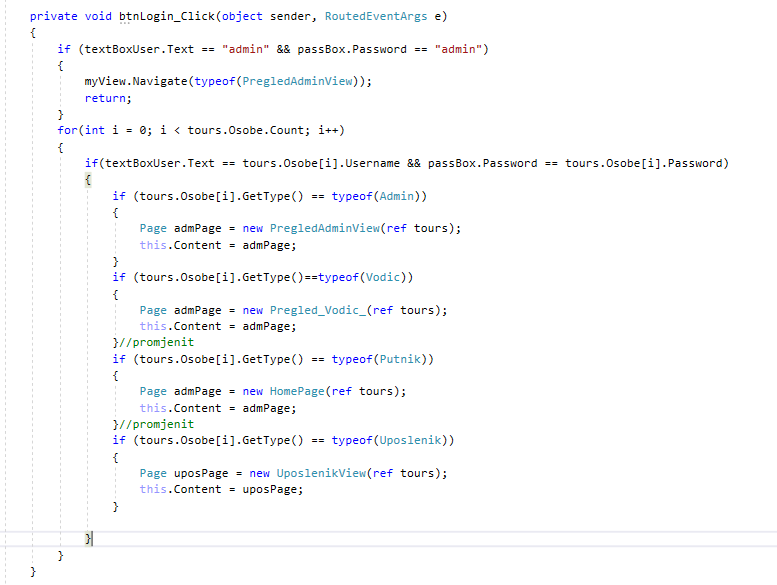 private void btnLogin_Click(object sender, RoutedEventArgs e)
{
if (textBoxUser.Text == "admin" && passBox.Password == "admin")
{
myView.Navigate(typeof(PregledAdminView));
return;
}
for(int i = 0; i < tours.Osobe.Count; i++)
{
if(textBoxUser.Text == tours.Osobe[i].Username && passBox.Password == tours.Osobe[i].Password)
{
if (tours.Osobe[i].GetType() == typeof(Admin))
{
Page admPage = new PregledAdminView(ref tours);
this.Content = admPage;
}
if (tours.Osobe[i].GetType()==typeof(Vodic))
{
Page admPage = new Pregled_Vodic_(ref tours);
this.Content = admPage;
}//promjenit
if (tours.Osobe[i].GetType() == typeof(Putnik))
{
Page admPage = new HomePage(ref tours);
this.Content = admPage;
}//promjenit
if (tours.Osobe[i].GetType() == typeof(Uposlenik))
{
Page uposPage = new UposlenikView(ref tours);
this.Content = uposPage;
}
}
}
}